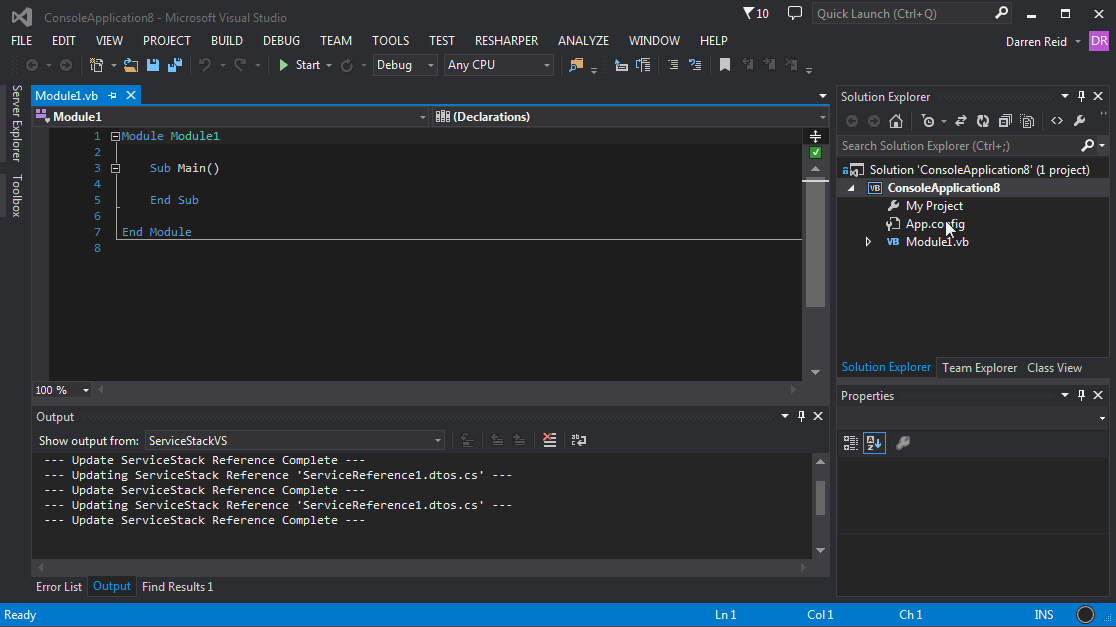 ConsoleApplication8 - Microsoft Visual Studio
10
Quick Launch (Ctrl+Q)
FILE EDIT VIEW PROJECT BUILD DEBUG TEAM TOOLS TEST RESHARPER ANALYZE WINDOW HELP
Darren Reid DR
Start Debug Any CPU
Server Explorer
Toolbox
Module1.vb
Module1 (Declarations)
1 Module Module1
2
3 Sub Main()
4
5 End Sub
6
7 End Module
8
100 %
Output
Show output from: ServiceStackVS
--- Update ServiceStack Reference Complete ---
--- Updating ServiceStack Reference 'ServiceReference1.dtos.cs' ---
--- Update ServiceStack Reference Complete ---
--- Updating ServiceStack Reference 'ServiceReference1.dtos.cs' ---
--- Update ServiceStack Reference Complete ---
Error List Output Find Results 1
Solution Explorer
Search Solution Explorer (Ctrl+;)
Solution 'ConsoleApplication8' (1 project)
VB ConsoleApplication8
My Project
App.config
VB Module1.vb
Solution Explorer Team Explorer Class View
Properties
Ready Ln 1 Col 1 Ch 1 INS